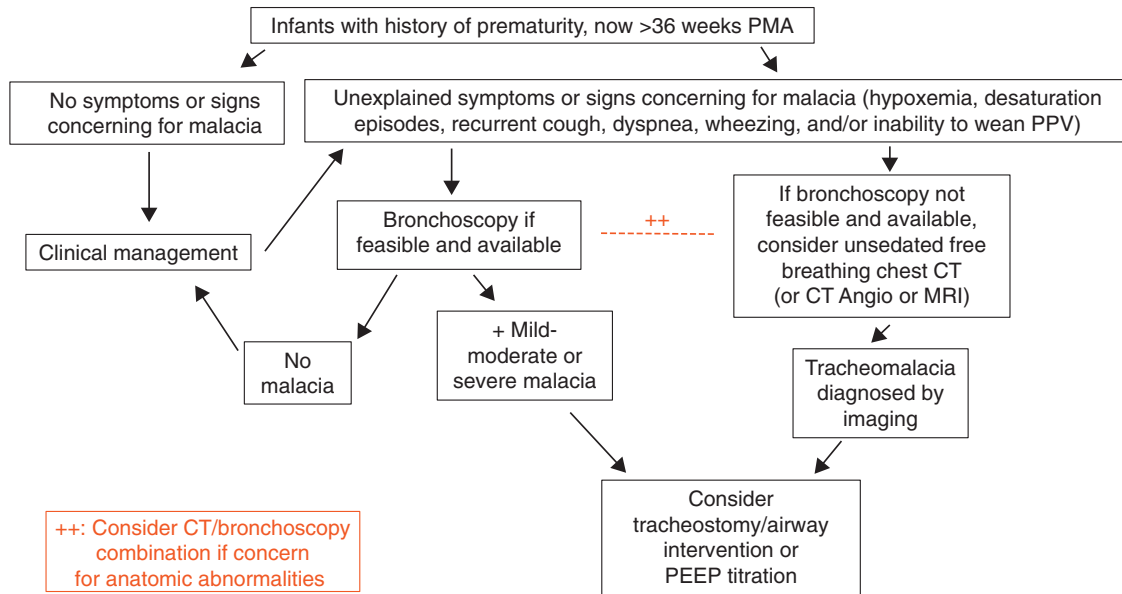 Infants with history of prematurity, now >36 weeks PMA
No symptoms or signs
concerning for malacia
Unexplained symptoms or signs concerning for malacia (hypoxemia, desaturation
episodes, recurrent cough, dyspnea, wheezing, and/or inability to wean PPV)
Clinical management
Bronchoscopy if
feasible and available
++
If bronchoscopy not
feasible and available,
consider unsedated free
breathing chest CT
(or CT Angio or MRI)
No
malacia
+ Mild-
moderate or
severe malacia
Tracheomalacia
diagnosed by
imaging
++: Consider CT/bronchoscopy
combination if concern
for anatomic abnormalities
Consider
tracheostomy/airway
intervention or
PEEP titration